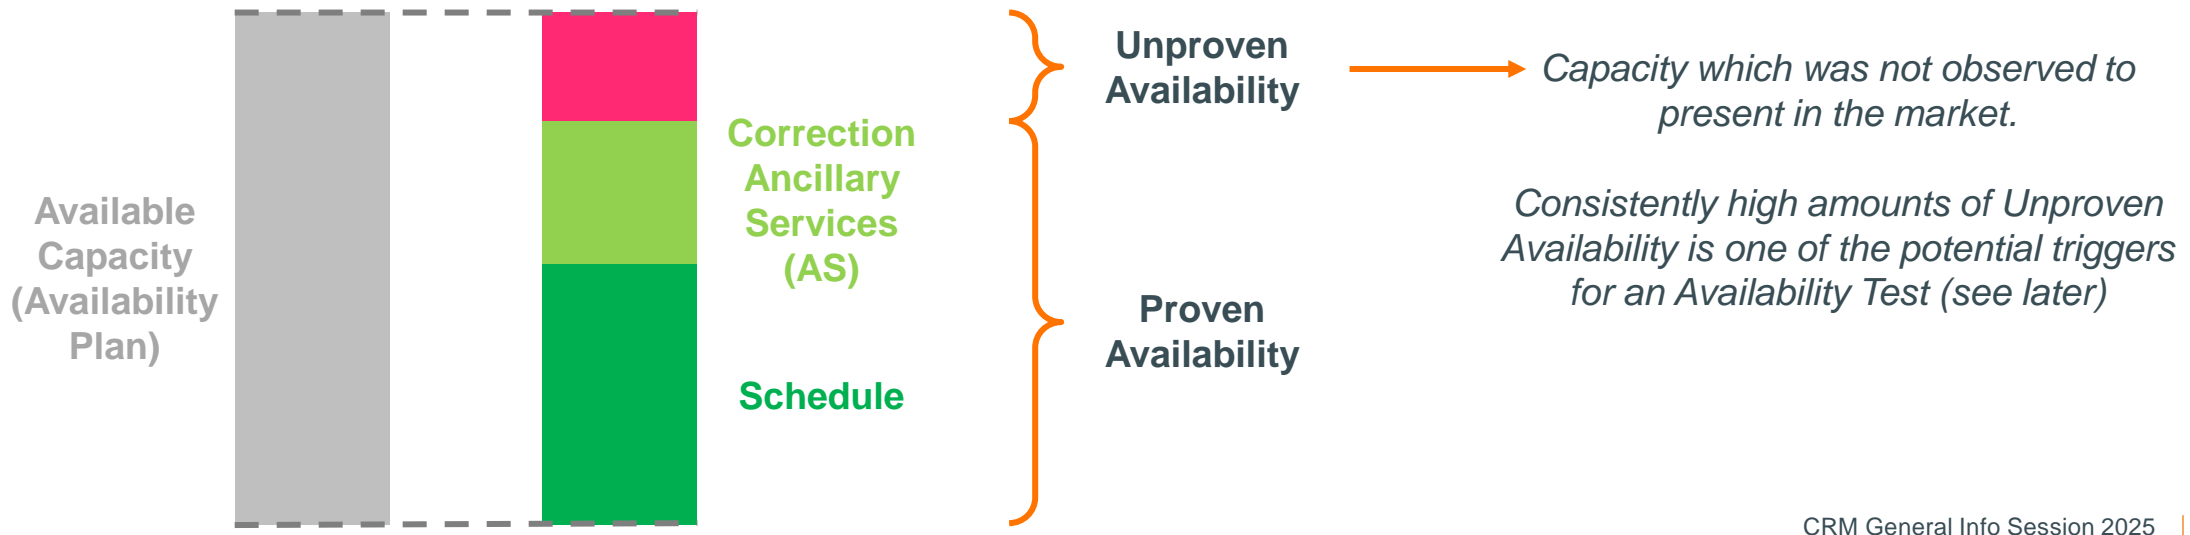 Available
Capacity
(Availability
Plan)
Correction
Ancillary
Services
(AS)
Schedule
Unproven
Availability
Proven
Availability
Capacity which was not observed to
present in the market.
Consistently high amounts of Unproven
Availability is one of the potential triggers
for an Availability Test (see later)
CRM General Info Session 2025